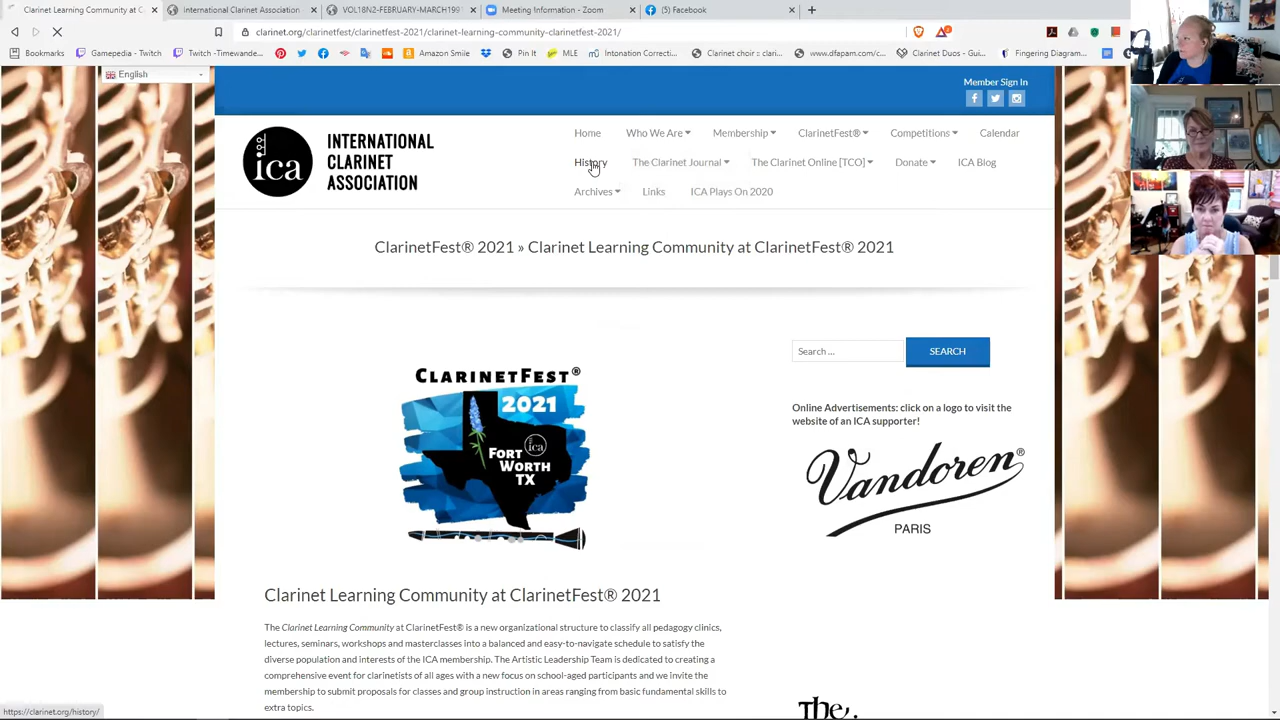 Clarinet Learning Community at C
International Clarinet Association
VOL18N2-FEBRUARY-MARCH199
Meeting Information - Zoom
(5) Facebook
clarinet.org/clarinetfest/clarinetfest-2021/clarinet-learning-community-clarinetfest-2021/
Bookmarks
Gamepedia - Twitch
Twitch -Timewande...
Amazon Smile
Pin It
MLE
Intonation Correcti...
Clarinet choir :: clari...
www.dfapam.com/c...
Clarinet Duos - Gui...
Fingering Diagram...
English
Member Sign In
ica
INTERNATIONAL
CLARINET
ASSOCIATION
Home
Who We Are
Membership
ClarinetFest®
Competitions
Calendar
History
The Clarinet Journal
The Clarinet Online [TCO]
Donate
ICA Blog
Archives
Links
ICA Plays On 2020
ClarinetFest® 2021 » Clarinet Learning Community at ClarinetFest® 2021
Search ...
SEARCH
CLARINETFEST®
2021
ica
FORT
WORTH
TX
Online Advertisements: click on a logo to visit the
website of an ICA supporter!
Vandoren®
PARIS
Clarinet Learning Community at ClarinetFest® 2021
The Clarinet Learning Community at ClarinetFest® is a new organizational structure to classify all pedagogy clinics,
lectures, seminars, workshops and masterclasses into a balanced and easy-to-navigate schedule to satisfy the
diverse population and interests of the ICA membership. The Artistic Leadership Team is dedicated to creating a
comprehensive event for clarinetists of all ages with a new focus on school-aged participants and we invite the
membership to submit proposals for classes and group instruction in areas ranging from basic fundamental skills to
extra topics.
The
https://clarinet.org/history/